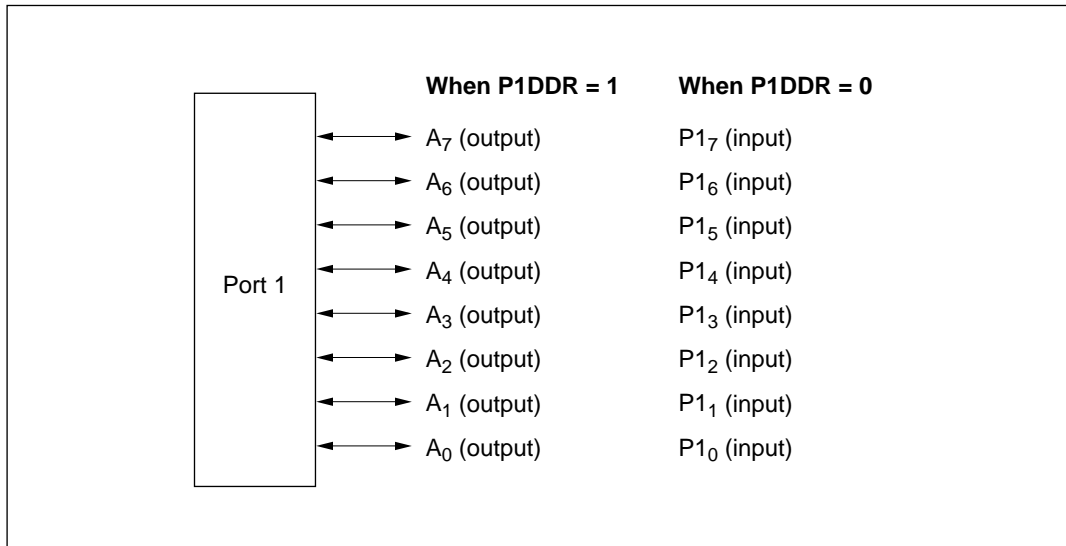 When P1DDR = 1 When P1DDR = 0
A7 (output) P17 (input)
A6 (output) P16 (input)
A5 (output) P15 (input)
Port 1 A4 (output) P14 (input)
A3 (output) P13 (input)
A2 (output) P12 (input)
A1 (output) P11 (input)
A0 (output) P10 (input)